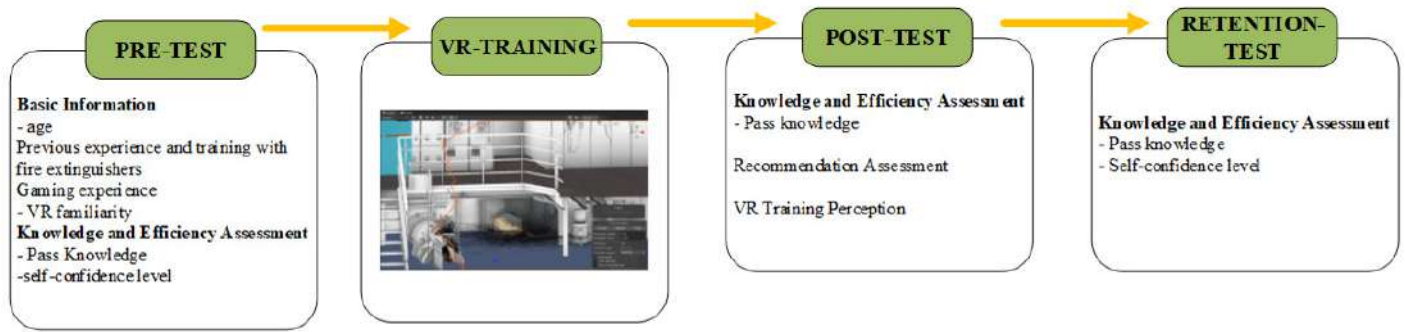 PRE-TEST
Basic Information
- age
Previous experience and training with
fire extinguishers
Gaming experience
- VR familiarity
Knowledge and Efficiency Assessment
- Pass Knowledge
-self-confidence level
VR-TRAINING
POST-TEST
Knowledge and Efficiency Assessment
- Pass knowledge
Recommendation Assessment
VR Training Perception
RETENTION-
TEST
Knowledge and Efficiency Assessment
- Pass knowledge
- Self-confidence level